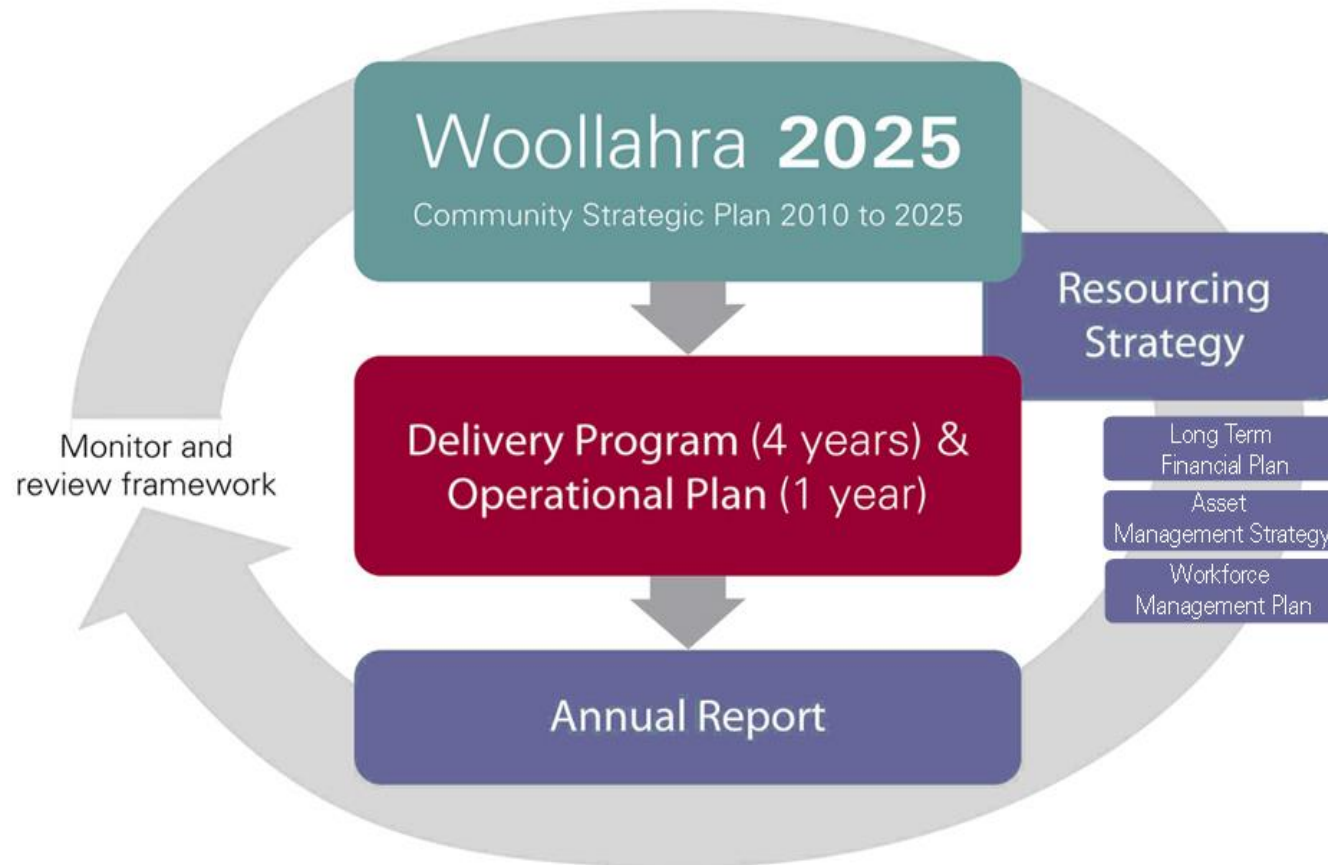 Woollahra 2025
Community Strategic Plan 2010 to 2025
Resourcing
Strategy
Delivery Program (4 years) &
Operational Plan (1 year)
Monitor and
review framework
Long Term
Financial Plan
Asset
Management Strategy
Workforce
Management Plan
Annual Report